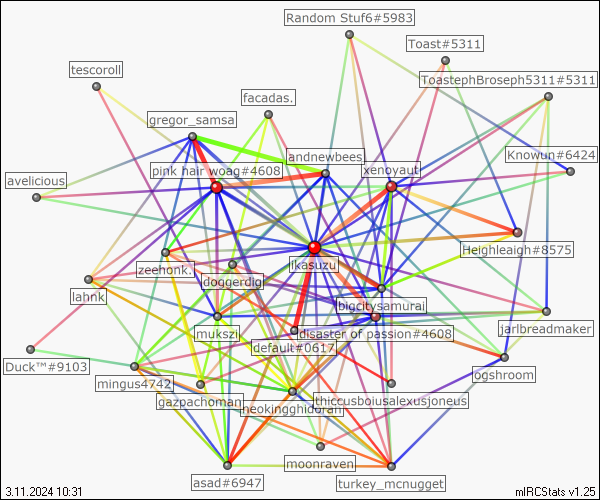 Random Stuf6#5983
Toast#5311
tescoroll
ToastephBroseph5311#5311
facadas.
gregor_samsa
Knowun#6424
andnewbees
pink hair woag#4608
xenoyaut
avelicious
Heighleaigh#8575
ikasuzu
zeehonk.
doggerdigi
lahnk
bigcitysamurai
jarlbreadmaker
mukszi
disaster of passion#4608
default#0617
Duck™#9103
ogshroom
mingus4742
thiccusboiusalexusjoneus
gazpachoman
neokingghidorah
moonraven
asad#6947
turkey_mcnugget
3.11.2024 10:31
mIRCStats v1.25